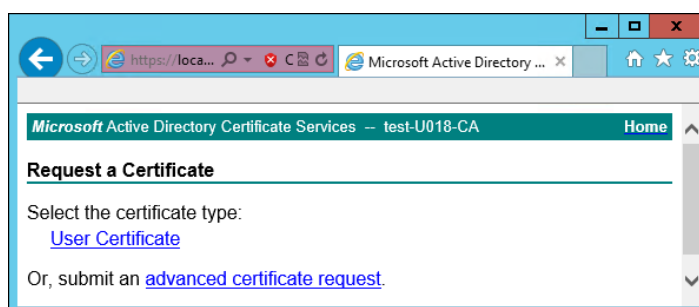 https://loca... C
Microsoft Active Directory ...
Microsoft Active Directory Certificate Services -- test-U018-CA Home
Request a Certificate
Select the certificate type:
User Certificate
Or, submit an advanced certificate request.